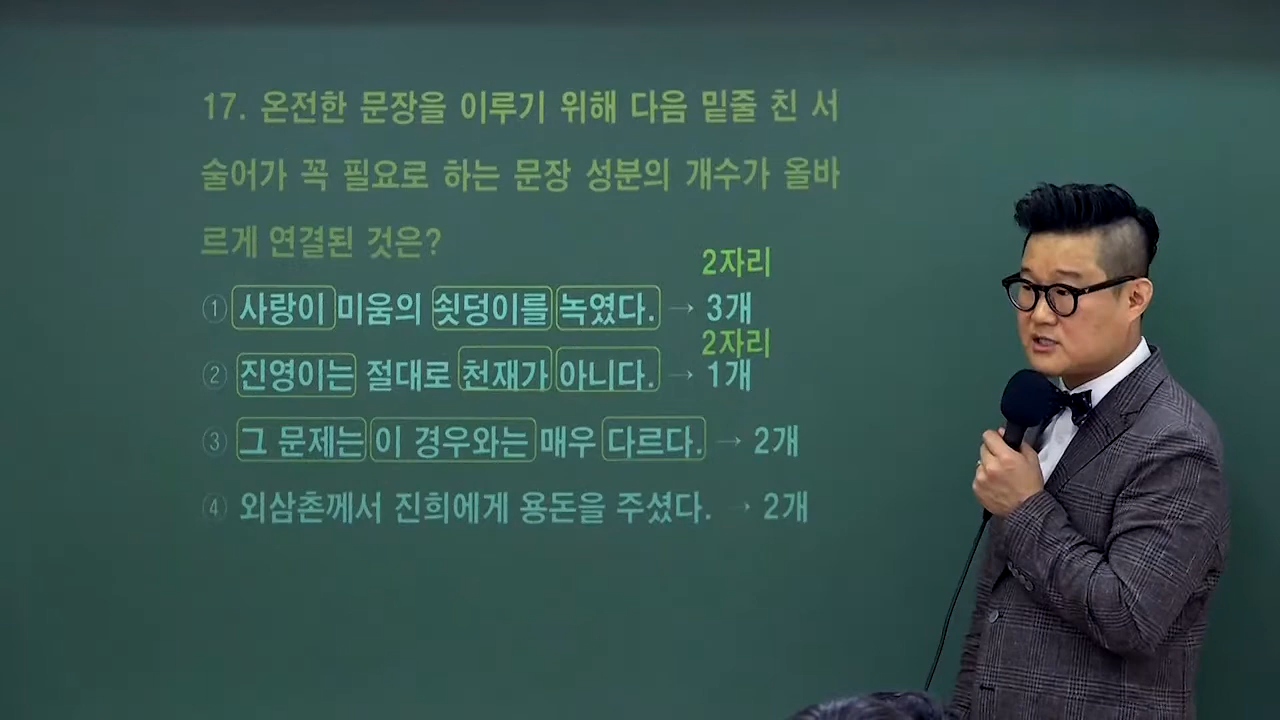 17. 온전한 문장을 이루기 위해 다음 밑줄 친 서
술어가 꼭 필요로 하는 문장 성분의 개수가 올바
르게 연결된 것은?
2자리
① 사랑이 미움의 쇳덩이를 녹였다. → 3개
2자리
② 진영이는 절대로 천재가 아니다. → 1개
③ 그 문제는 이 경우와는 매우 다르다. → 2개
④ 외삼촌께서 진희에게 용돈을 주셨다. → 2개